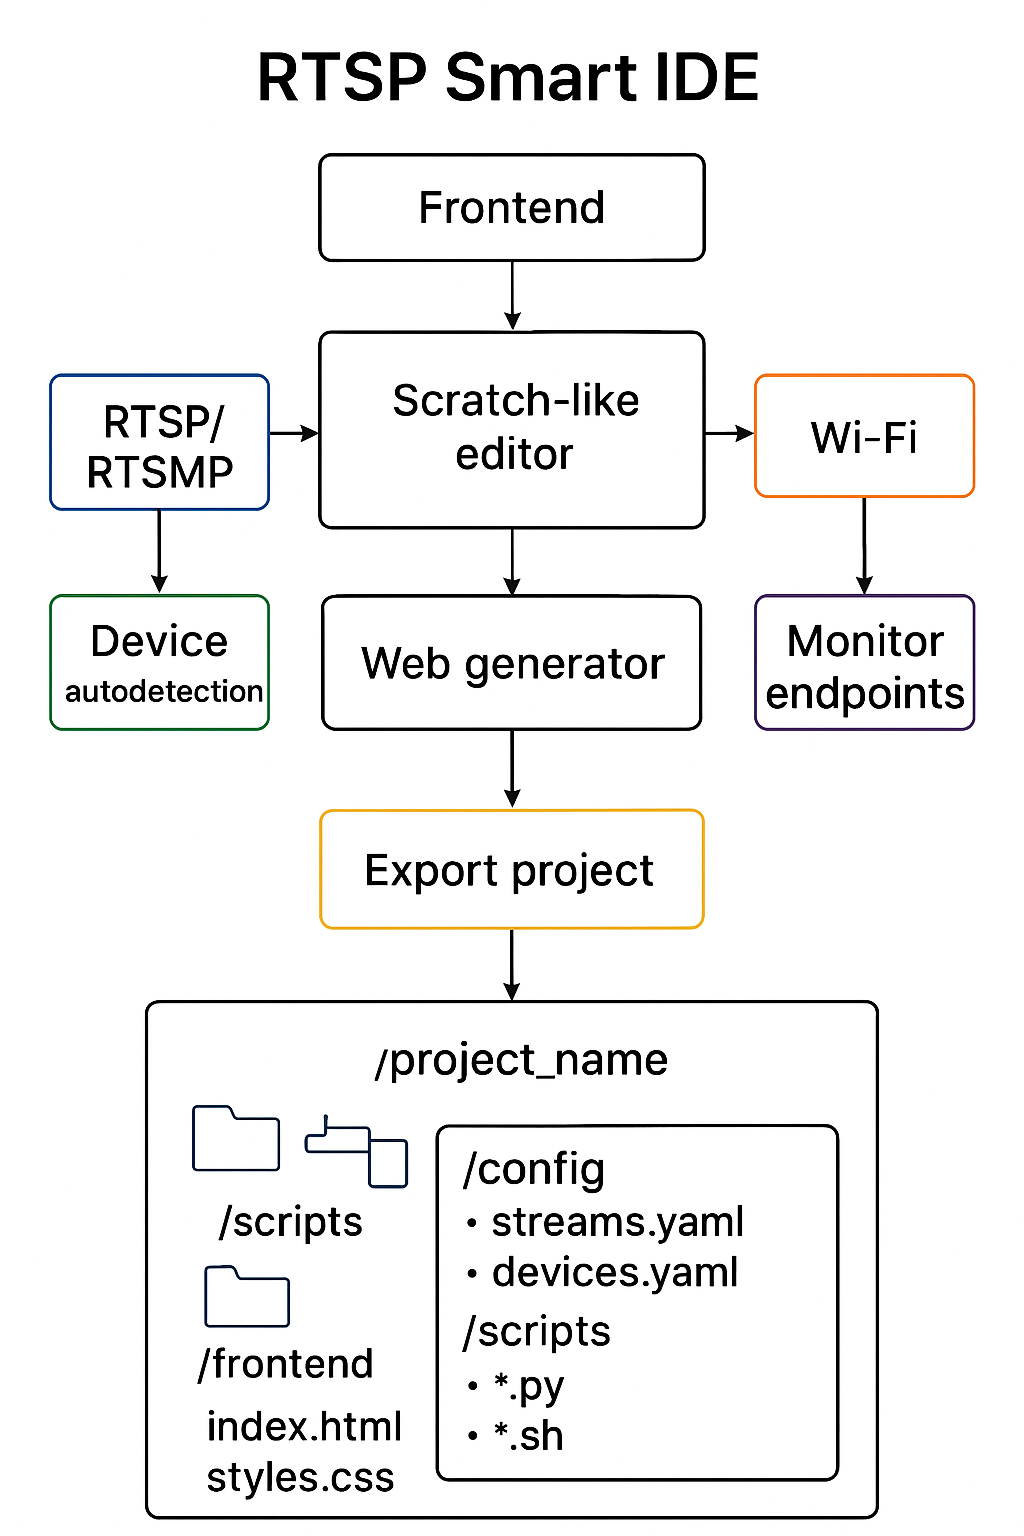 RTSP Smart IDE
Frontend
RTSP/
RTSMP
Scratch-like
editor
Wi-Fi
Device
autodetection
Web generator
Monitor
endpoints
Export project
/project_name
/scripts
/frontend
index.html
styles.css
/config
• streams.yaml
• devices.yaml
/scripts
• *.py
• *.sh